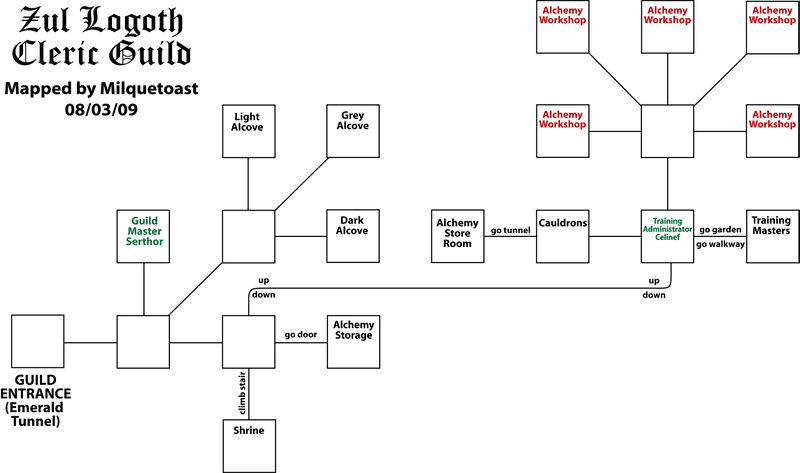 Zul Logoth
Cleric Guild
Mapped by Milquetoast
08/03/09
Alchemy
Workshop
Alchemy
Workshop
Alchemy
Workshop
Alchemy
Workshop
Alchemy
Workshop
Light
Alcove
Grey
Alcove
Guild
Master
Serthor
Dark
Alcove
Alchemy
Store
Room
go tunnel
Cauldrons
Training
Administrator
Celinef
go garden
go walkway
Training
Masters
up
down
up
down
go door
Alchemy
Storage
GUILD
ENTRANCE
(Emerald
Tunnel)
climb stair
Shrine